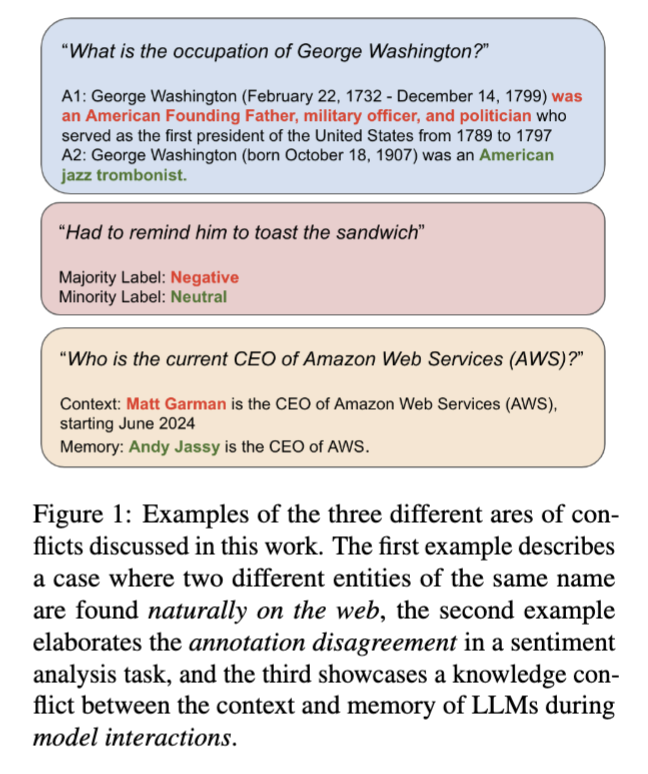 “What is the occupation of George Washington?”
A1: George Washington (February 22, 1732 - December 14, 1799) was
an American Founding Father, military officer, and politician who
served as the first president of the United States from 1789 to 1797
A2: George Washington (born October 18, 1907) was an American
jazz trombonist.
“Had to remind him to toast the sandwich”
Majority Label: Negative
Minority Label: Neutral
“Who is the current CEO of Amazon Web Services (AWS)?”
Context: Matt Garman is the CEO of Amazon Web Services (AWS),
starting June 2024
Memory: Andy Jassy is the CEO of AWS.
Figure 1: Examples of the three different ares of con-
flicts discussed in this work. The first example describes
a case where two different entities of the same name
are found naturally on the web, the second example
elaborates the annotation disagreement in a sentiment
analysis task, and the third showcases a knowledge con-
flict between the context and memory of LLMs during
model interactions.